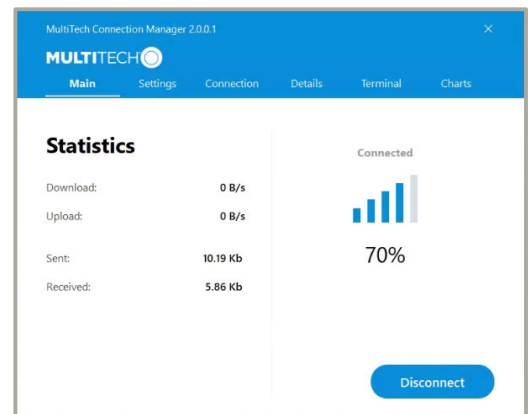 MultiTech Connection Manager 2.0.0.1
MULTITECH
Main Settings Connection Details Terminal Charts
Statistics
Connected
Download: 0 B/s
Upload: 0 B/s
70%
Sent: 10.19 Kb
Received: 5.86 Kb
Disconnect